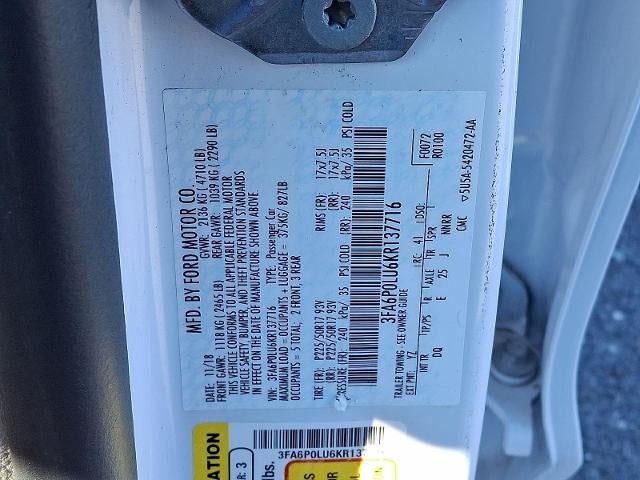 MFD. BY FORD MOTOR CO.
11/18 GVWR: 2136 KG (4710 LB)
FRONT GAWR: 1118 KG (2465 LB) REAR GAWR: 1039 KG (2290 LB)
THIS VEHICLE CONFORMS TO ALL APPLICABLE FEDERAL MOTOR
VEHICLE SAFETY, BUMPER, AND THEFT PREVENTION STANDARDS
IN EFFECT ON THE DATE OF MANUFACTURE SHOWN ABOVE.
VIN: 3FA6P0LU6KR137716 TYPE: Passenger Car
MAXIMUM LOAD = OCCUPANTS + LUGGAGE = 375KG/ 827LB
OCCUPANTS = 5 TOTAL: 2 FRONT, 3 REAR
TIRE (FR): P225/50R17 93V RIMS (FR): 17x7.5J
(RR): P225/50R17 93V (RR): 17x7.5J
PRESSURE (FR): 240 kPa/ 35 PSI COLD (RR): 240 kPa/ 35 PSI COLD
3FA6P0LU6KR137716
F0072
R0100
TRAILER TOWING - SEE OWNER GUIDE
EXT PNT: YZ RC: 41 DSO:
INT TR TP/PS R AXLE TR SPR
DQ E 25 J NNRR
GMC ▽5U5A-5420472-AA
3FA6P0LU6KR137716
R: 3
lbs.